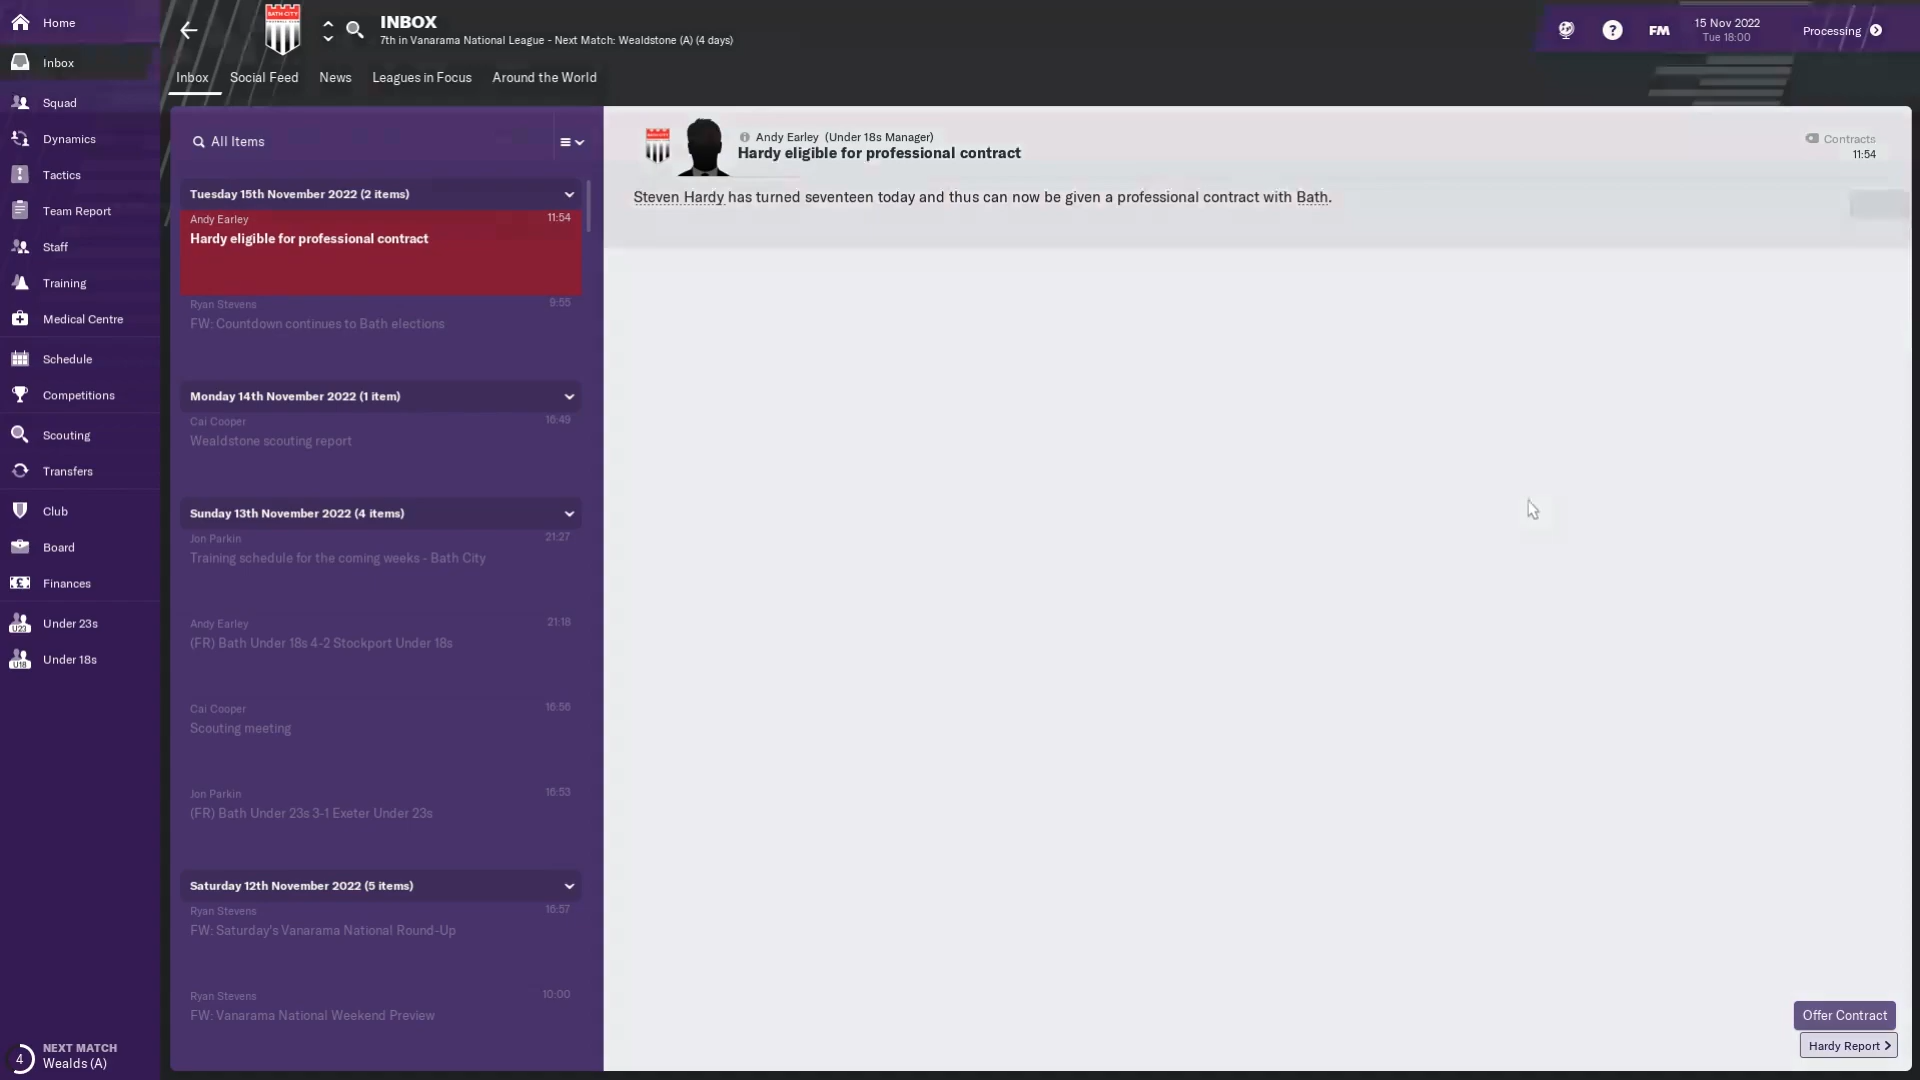 Home
Inbox
Squad
Dynamics
Tactics
Team Report
Staff
Training
Medical Centre
Schedule
Competitions
Scouting
Transfers
Club
Board
Finances
U23 Under 23s
U18 Under 18s
4 NEXT MATCH
Wealds (A)
BATH CITY
INBOX
7th in Vanarama National League - Next Match: Wealdstone (A) (4 days)
? FM 15 Nov 2022
Tue 18:00
Processing
Inbox Social Feed News Leagues in Focus Around the World
All Items
Tuesday 15th November 2022 (2 items)
Andy Earley 11:54
Hardy eligible for professional contract
Ryan Stevens 9:55
FW: Countdown continues to Bath elections
Monday 14th November 2022 (1 item)
Cai Cooper 16:49
Wealdstone scouting report
Sunday 13th November 2022 (4 items)
Jon Parkin 21:27
Training schedule for the coming weeks - Bath City
Andy Earley 21:18
(FR) Bath Under 18s 4-2 Stockport Under 18s
Cai Cooper 16:56
Scouting meeting
Jon Parkin 16:53
(FR) Bath Under 23s 3-1 Exeter Under 23s
Saturday 12th November 2022 (5 items)
Ryan Stevens 16:57
FW: Saturday's Vanarama National Round-Up
Ryan Stevens 10:00
FW: Vanarama National Weekend Preview
Andy Earley (Under 18s Manager)
Hardy eligible for professional contract
Contracts
11:54
Steven Hardy has turned seventeen today and thus can now be given a professional contract with Bath.
Offer Contract
Hardy Report